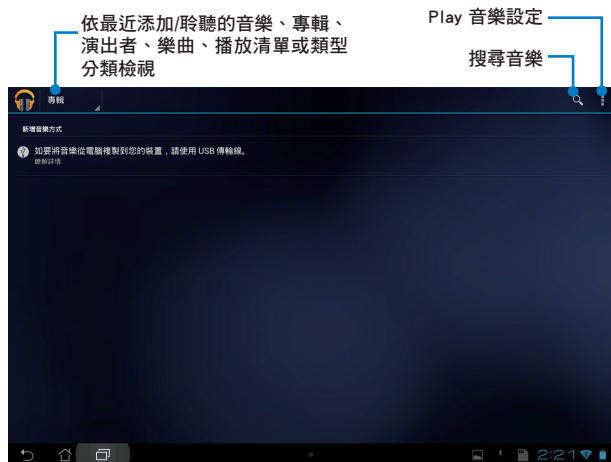 依最近添加/聆聽的音樂、專輯、
演出者、樂曲、播放清單或類型
分類檢視
Play 音樂設定
搜尋音樂
專輯
新增音樂方式
如要將音樂從電腦複製到您的裝置，請使用 USB 傳輸線。
瞭解詳情
2:21